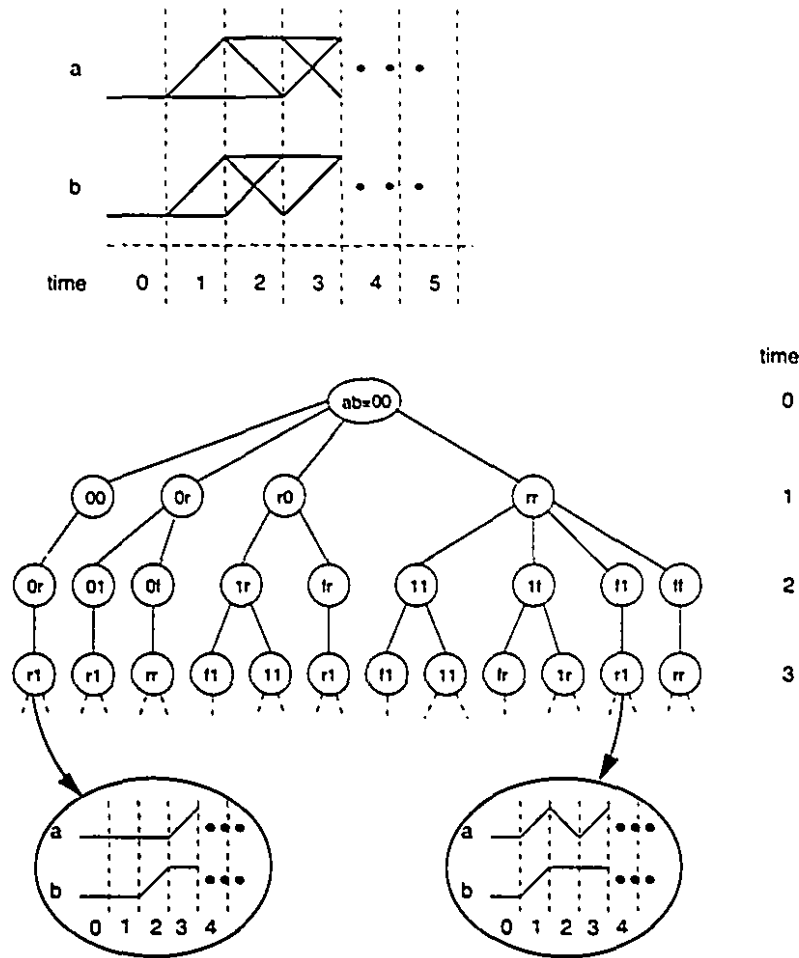 a
b
time 0 1 2 3 4 5
time
ab=00 0
00 0r r0 rr 1
0r 01 0f 1r fr 11 1f f1 ff 2
r1 r1 rr f1 11 r1 f1 11 fr 1r r1 rr 3
a a
b b
0 1 2 3 4 0 1 2 3 4